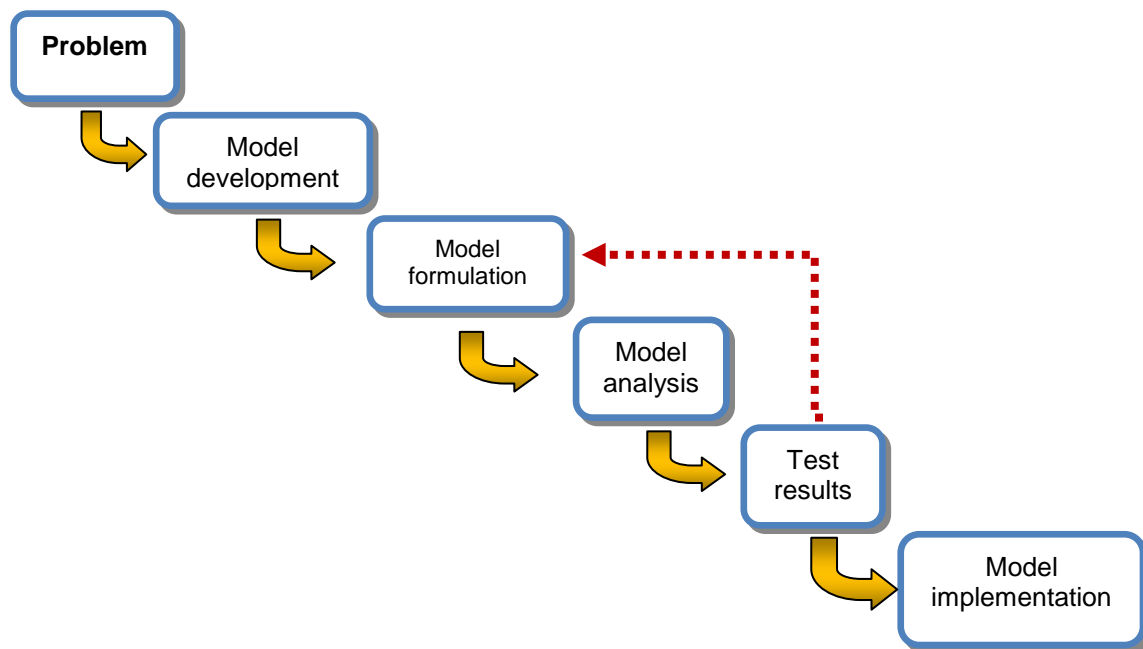 Problem
Model
development
Model
formulation
Model
analysis
Test
results
Model
implementation